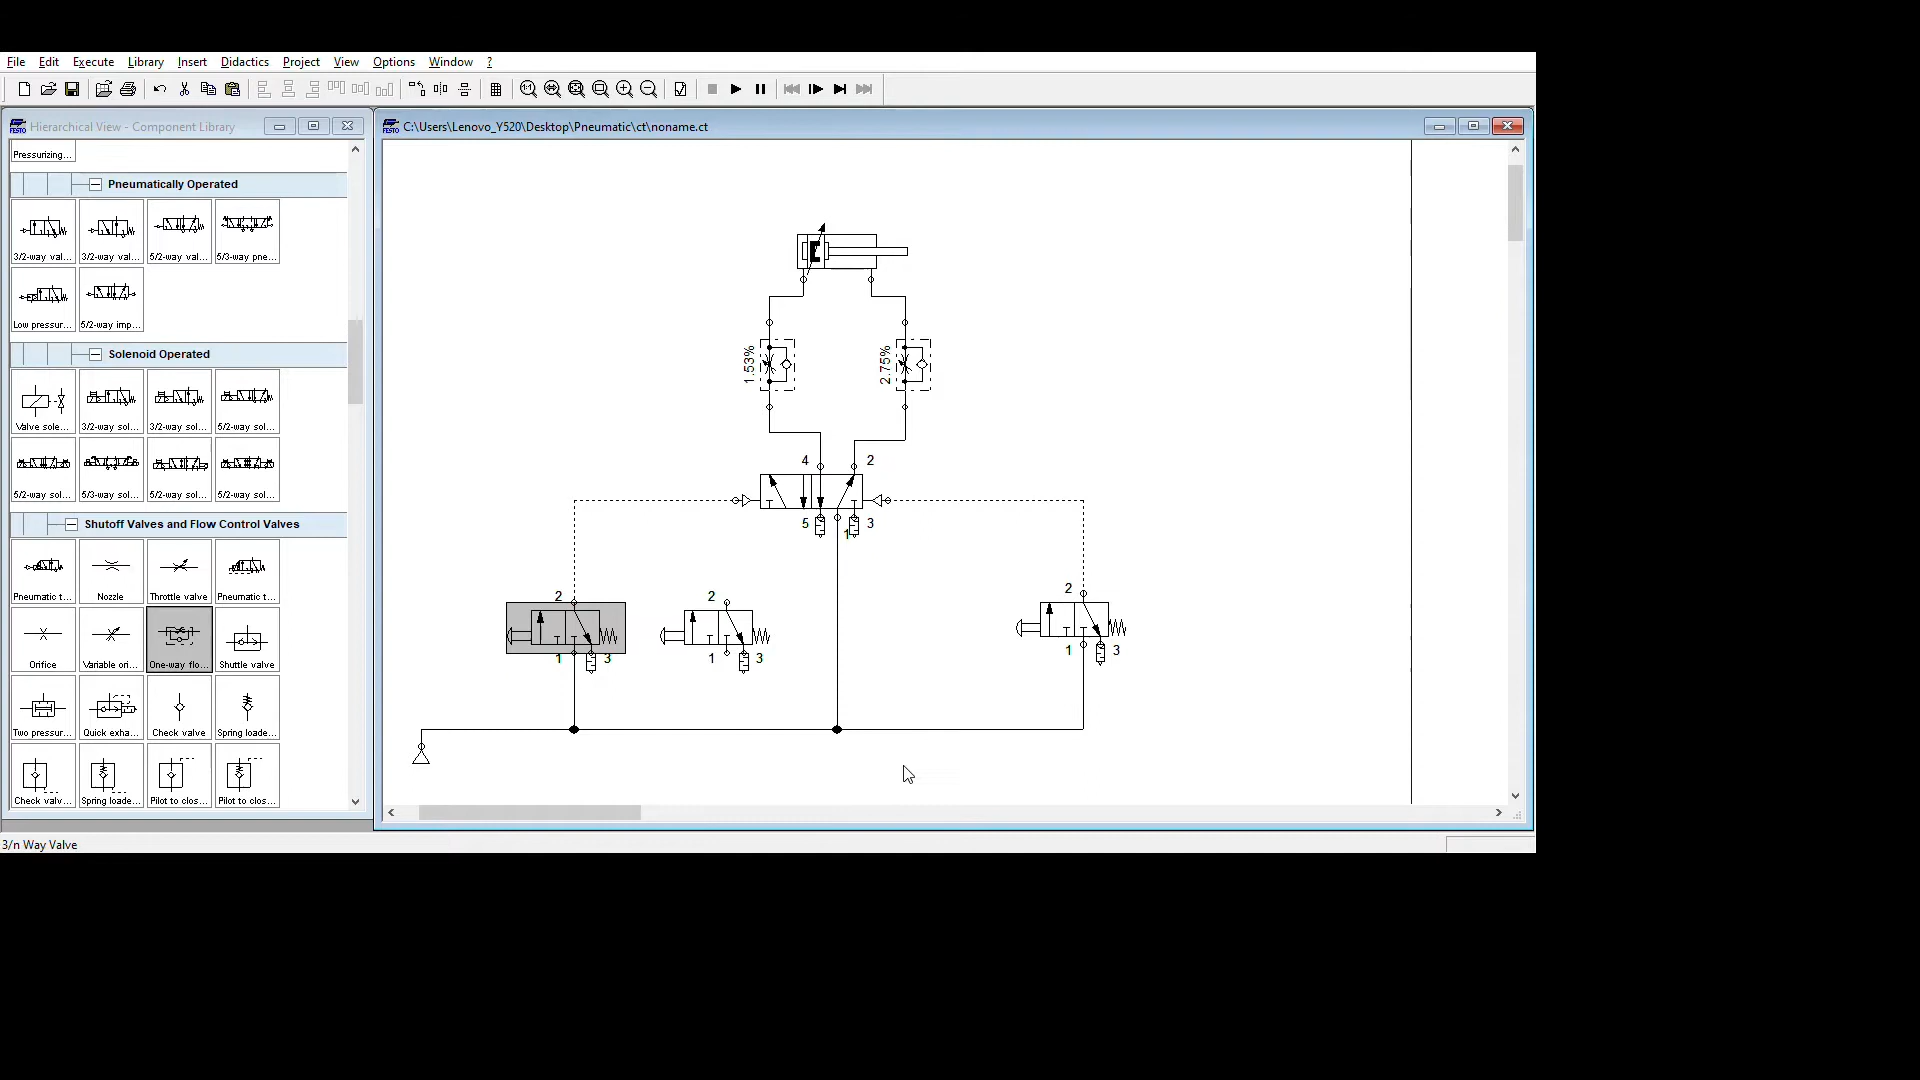 File Edit Execute Library Insert Didactics Project View Options Window ?
FESTO Hierarchical View - Component Library
FESTO C:\Users\Lenovo_Y520\Desktop\Pneumatic\ct\noname.ct
Pressurizing...
Pneumatically Operated
3/2-way val... 3/2-way val... 5/2-way val... 5/3-way pne...
Low pressur... 5/2-way imp...
Solenoid Operated
Valve sole... 3/2-way sol... 3/2-way sol... 5/2-way sol...
5/2-way sol... 5/3-way sol... 5/2-way sol... 5/2-way sol...
Shutoff Valves and Flow Control Valves
Pneumatic t... Nozzle Throttle valve Pneumatic t...
Orifice Variable ori... One-way flo... Shuttle valve
Two pressur... Quick exha... Check valve Spring loade...
Check valv... Spring loade... Pilot to clos... Pilot to clos...
1.53% 2.75%
4 2
5 1 3
2 2 2
1 3 1 3 1 3
3/n Way Valve